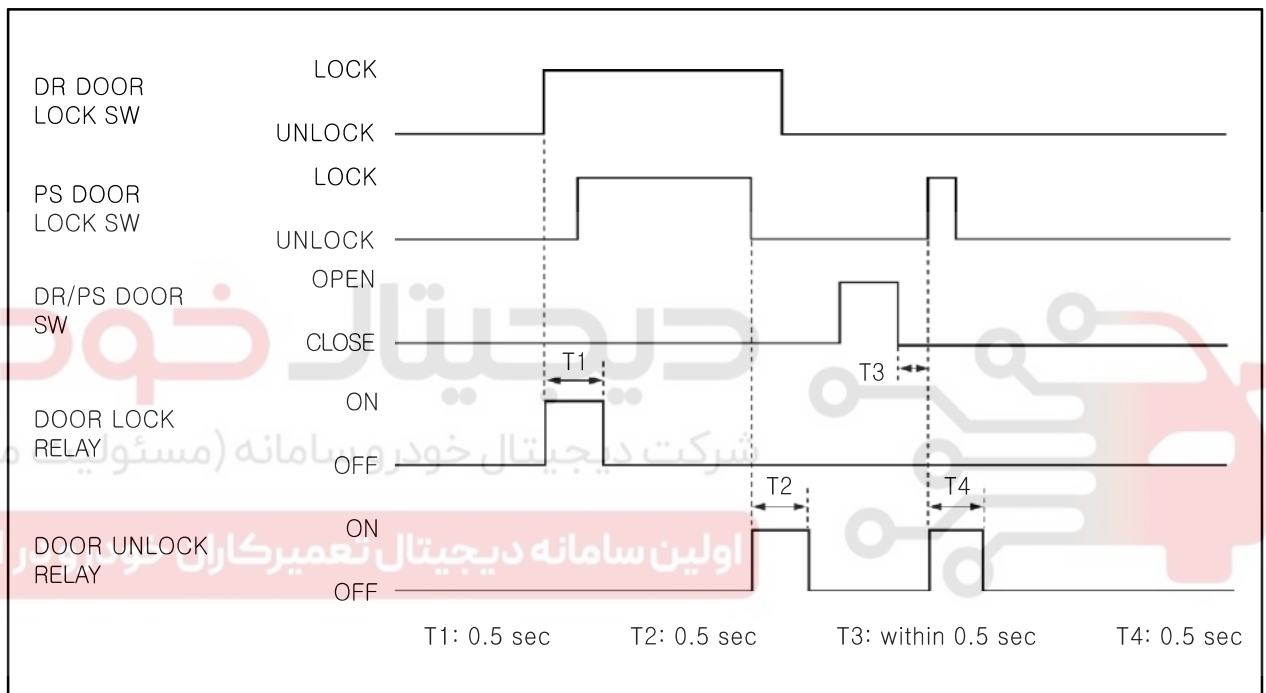 DR DOOR
LOCK SW
LOCK
UNLOCK
PS DOOR
LOCK SW
LOCK
UNLOCK
DR/PS DOOR
SW
OPEN
CLOSE
T1
T3
DOOR LOCK
RELAY
ON
OFF
T2
T4
DOOR UNLOCK
RELAY
ON
OFF
T1: 0.5 sec T2: 0.5 sec T3: within 0.5 sec T4: 0.5 sec
دیجیتال خودرو
شرکت دیجیتال خودرو سامانه (مسئولیت
اولین سامانه دیجیتال تعمیرکاران خودرو در